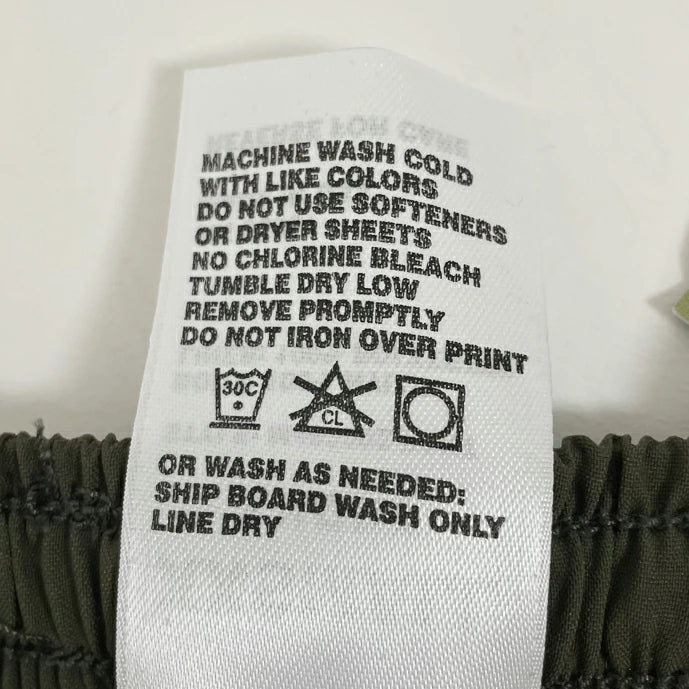 MACHINE WASH COLD
WITH LIKE COLORS
DO NOT USE SOFTENERS
OR DRYER SHEETS
NO CHLORINE BLEACH
TUMBLE DRY LOW
REMOVE PROMPTLY
DO NOT IRON OVER PRINT
30C CL
OR WASH AS NEEDED:
SHIP BOARD WASH ONLY
LINE DRY